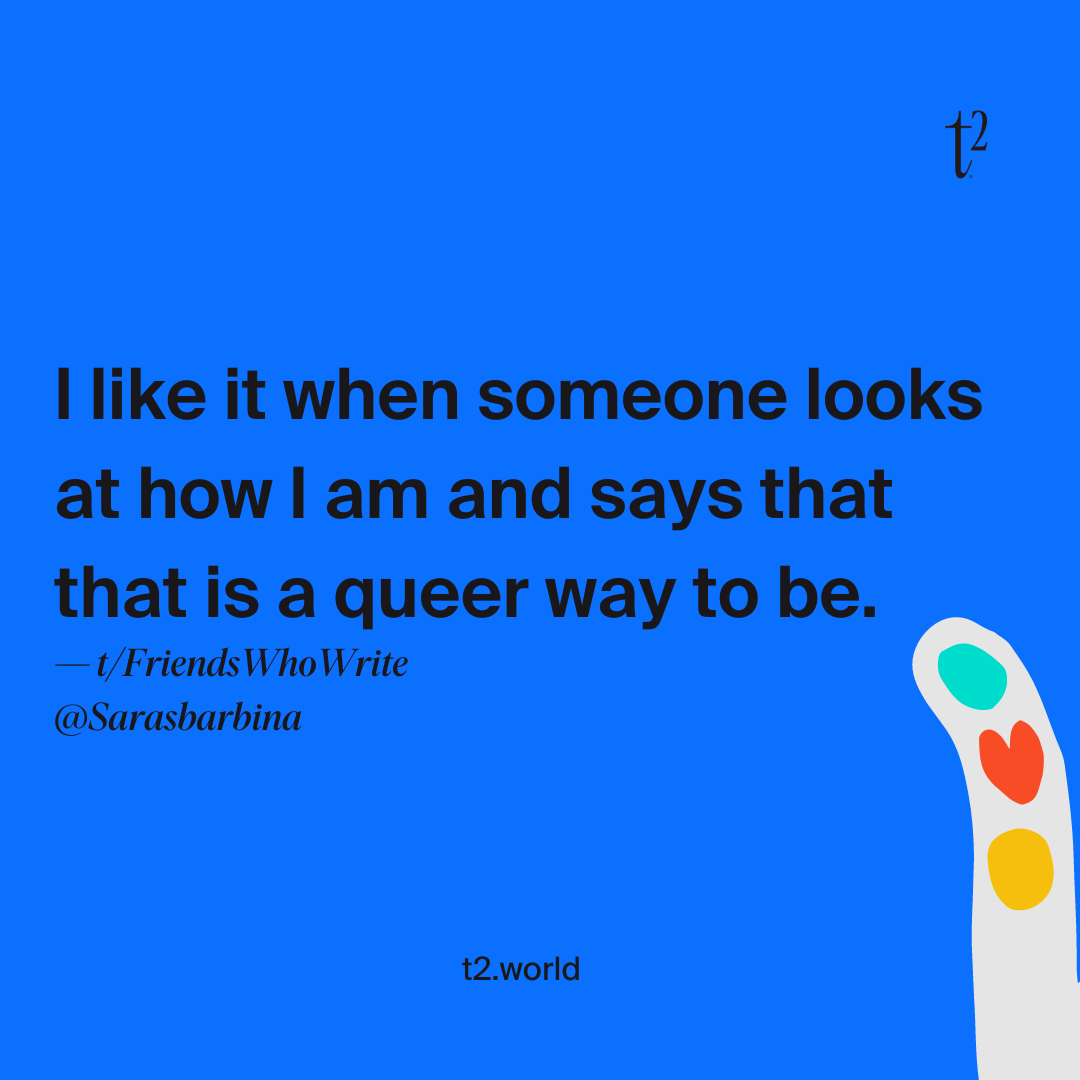 t²
I like it when someone looks
at how I am and says that
that is a queer way to be.
— t/FriendsWhoWrite
@Sarasbarbina
t2.world